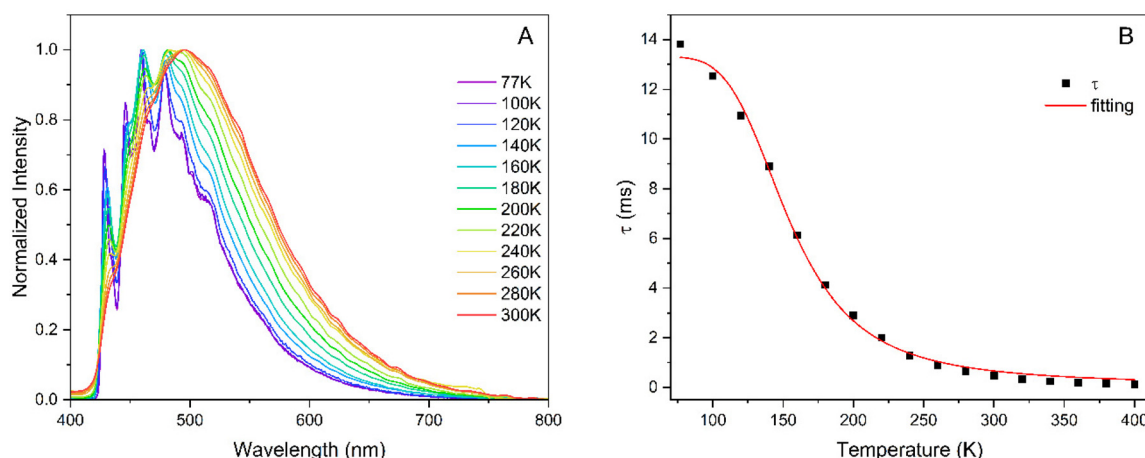 A
1.0
0.8
0.6
0.4
0.2
0.0
Normalized Intensity
400 500 600 700 800
Wavelength (nm)
77K
100K
120K
140K
160K
180K
200K
220K
240K
260K
280K
300K
B
14
12
10
8
6
4
2
0
τ (ms)
100 150 200 250 300 350 400
Temperature (K)
τ
fitting